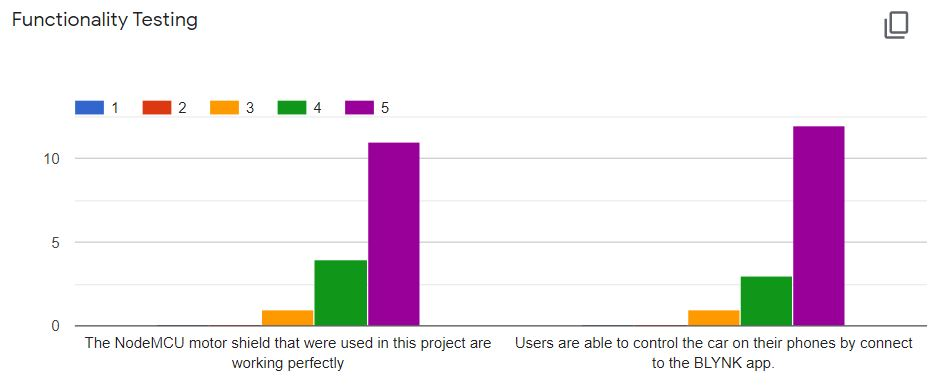 Functionality Testing
1 2 3 4 5
10
5
0
The NodeMCU motor shield that were used in this project are
working perfectly
Users are able to control the car on their phones by connect
to the BLYNK app.